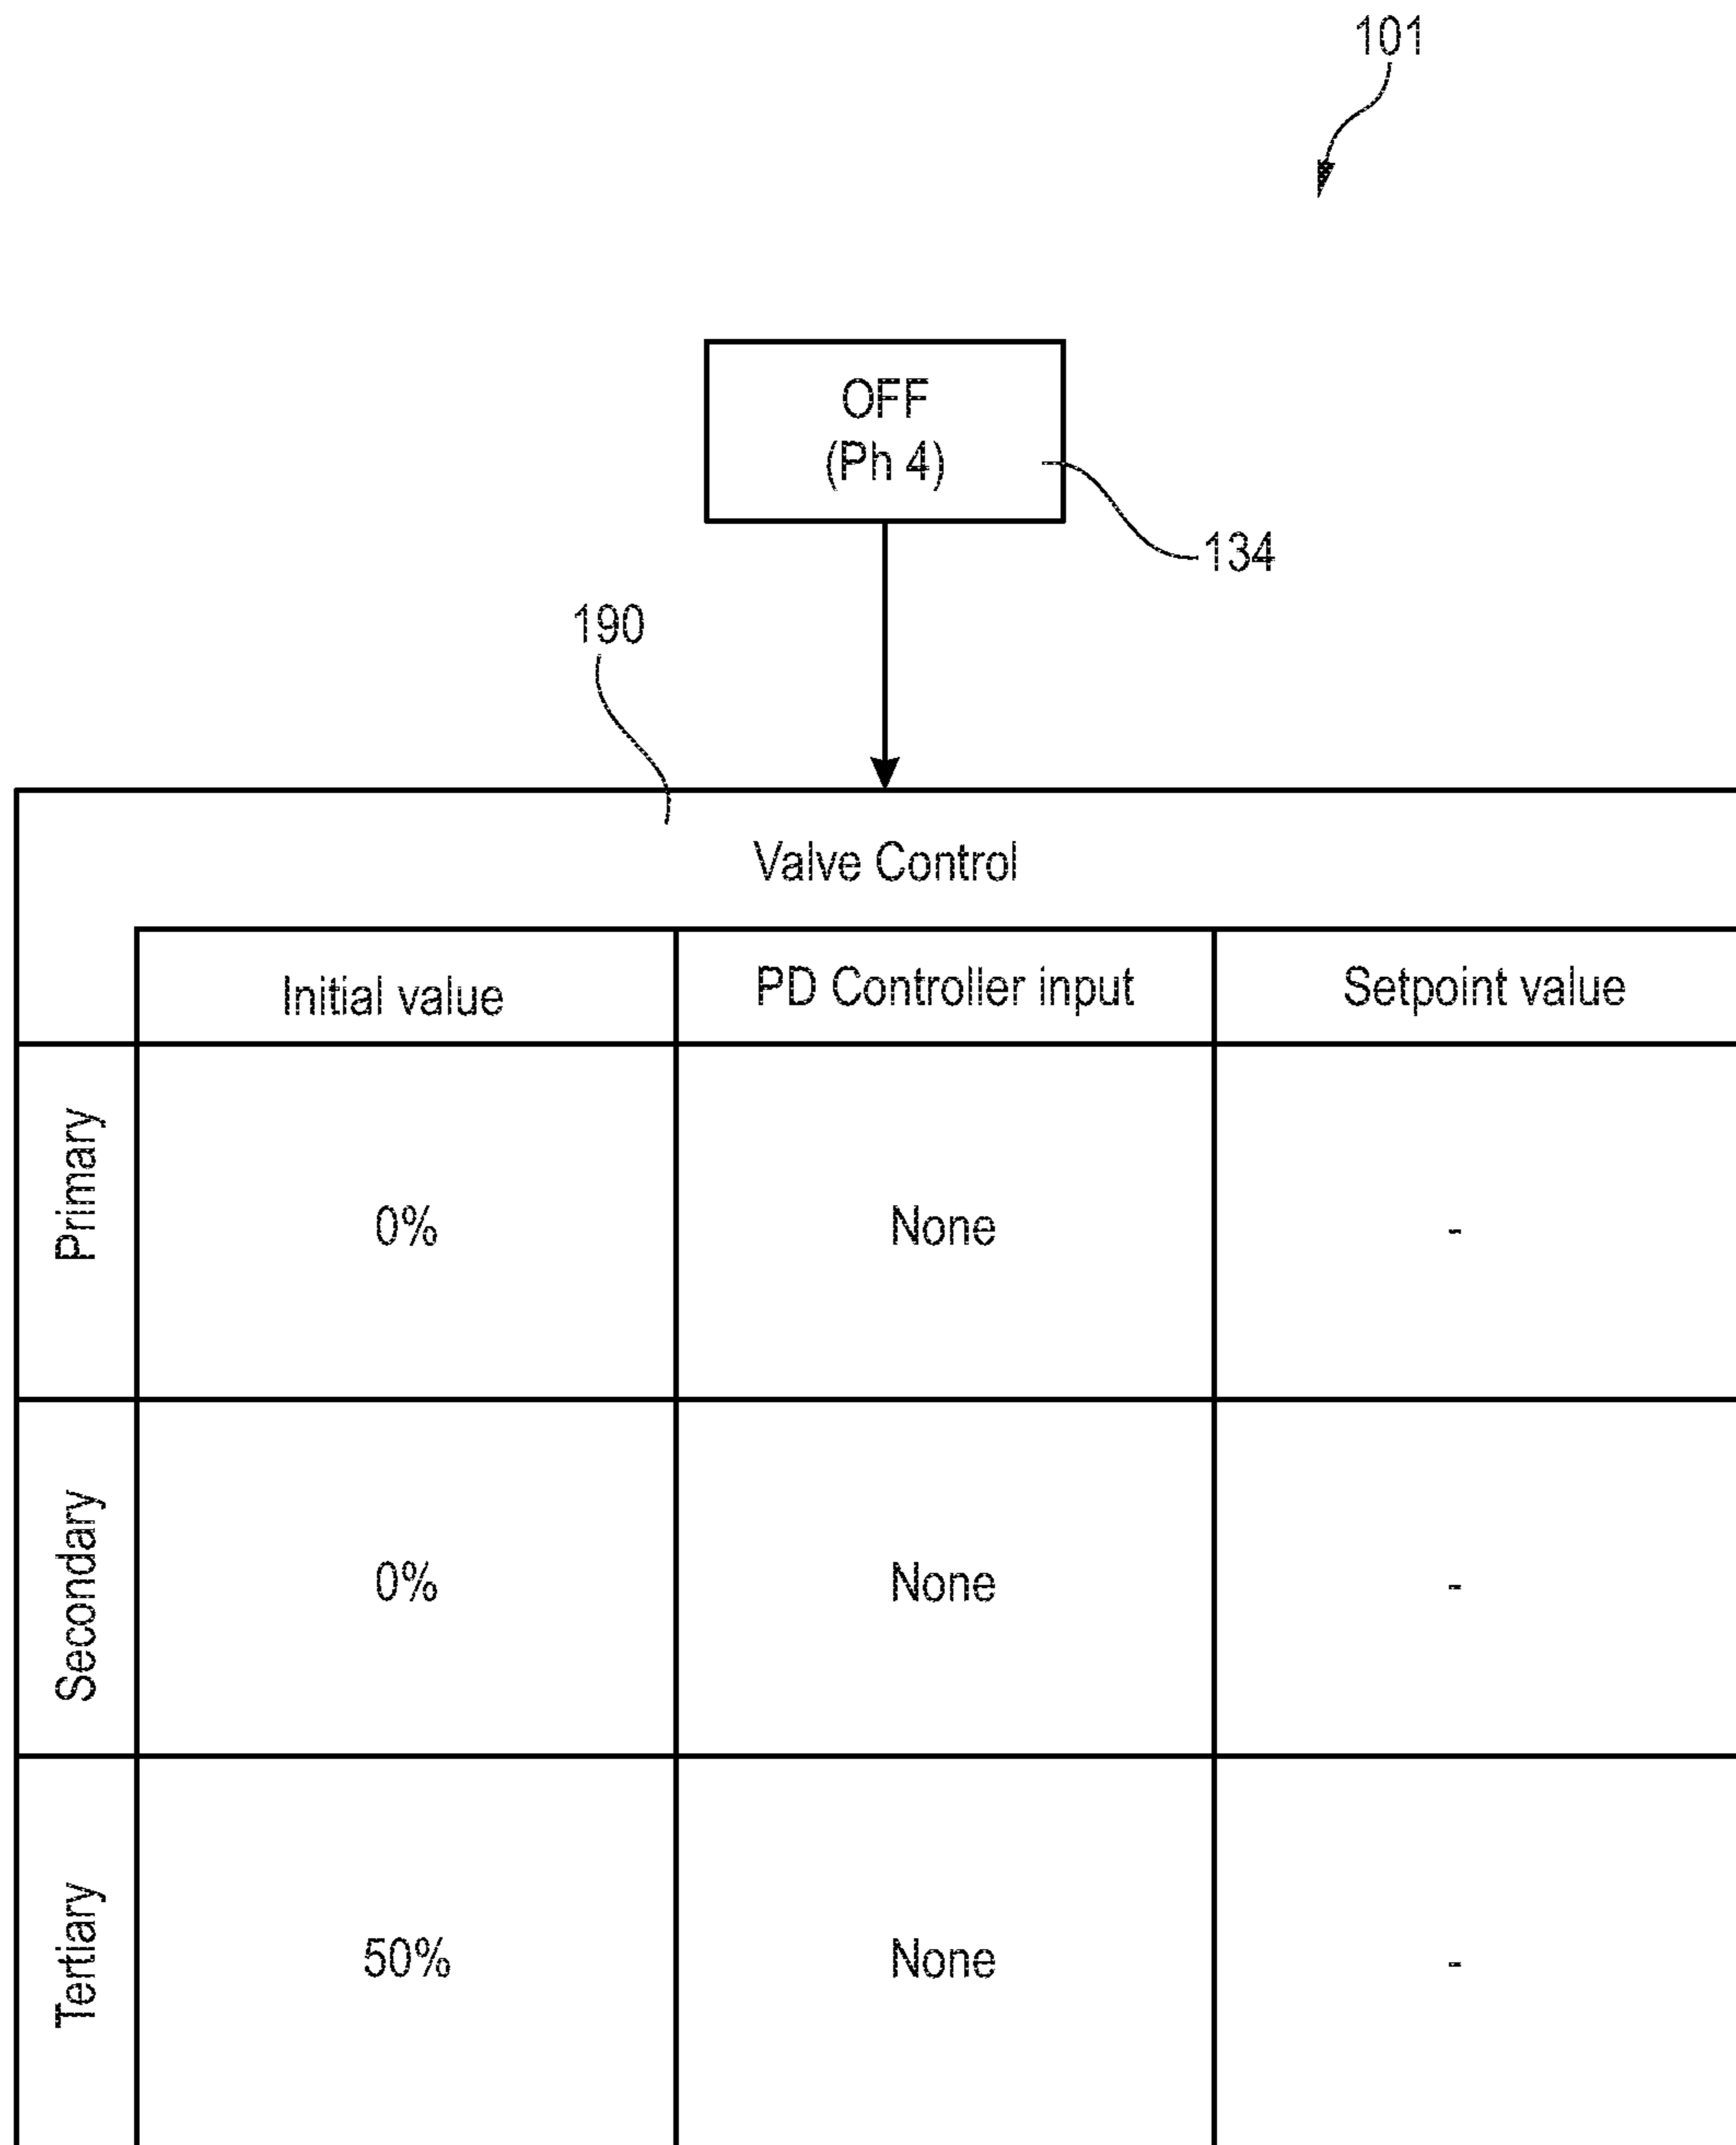 101
OFF
(Ph 4)
134
190
Valve Control
Initial value PD Controller input Setpoint value
Primary 0% None -
Secondary 0% None -
Tertiary 50% None -